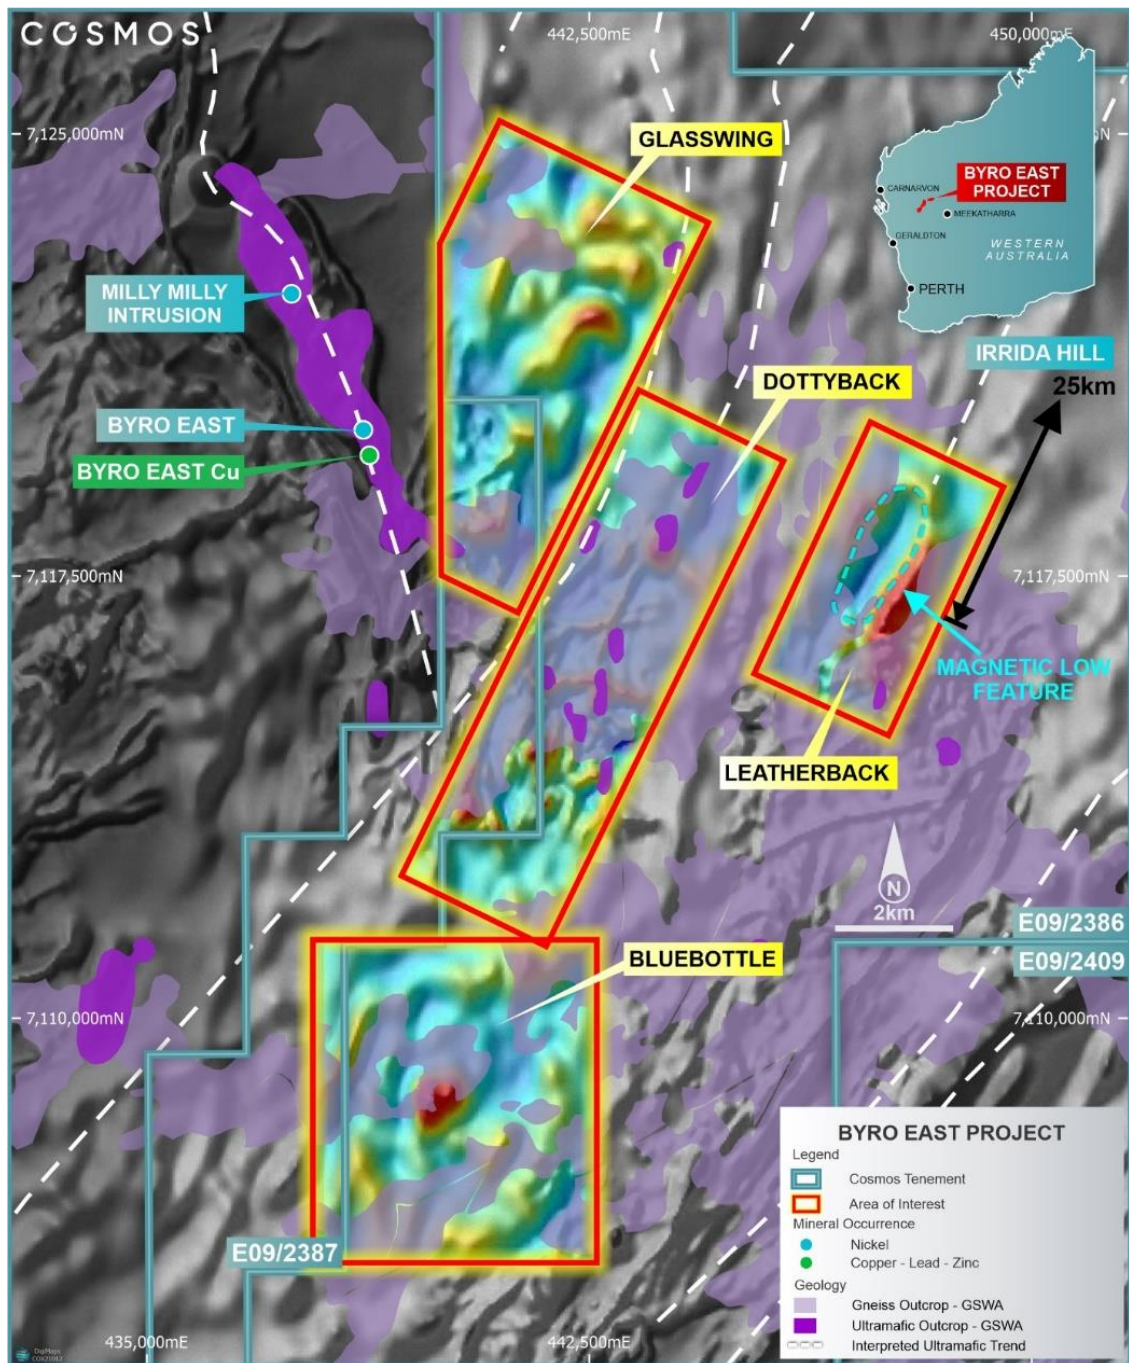 COSMOS
442,500mE
450,000mE
7,125,000mN
mN
GLASSWING
CARNARVON
BYRO EAST
PROJECT
MEEKATHARRA
GERALDTON
WESTERN
AUSTRALIA
PERTH
MILLY MILLY
INTRUSION
IRRIDA HILL
25km
DOTTYBACK
BYRO EAST
BYRO EAST Cu
7,117,500mN
7,117,500mN
MAGNETIC LOW
FEATURE
LEATHERBACK
N
2km
E09/2386
E09/2409
BLUEBOTTLE
7,110,000mN
7,110,000mN
E09/2387
BYRO EAST PROJECT
Legend
Cosmos Tenement
Area of Interest
Mineral Occurrence
Nickel
Copper - Lead - Zinc
Geology
Gneiss Outcrop - GSWA
Ultramafic Outcrop - GSWA
Interpreted Ultramafic Trend
435,000mE
442,500mE
DigMaps